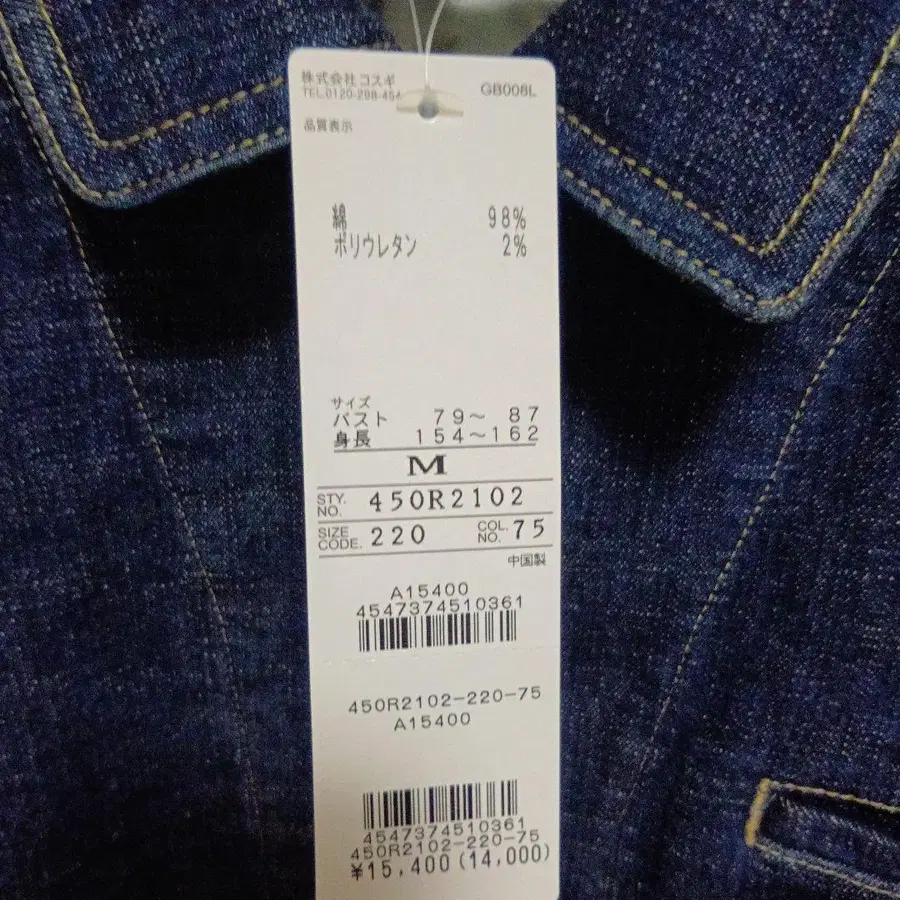 株式会社コスギ
TEL.0120-298-454
GB008L
品質表示
綿 98%
ポリウレタン 2%
サイズ
バスト 79〜 87
身長 154〜162
M
STY. NO. 450R2102
SIZE CODE. 220 COL. NO. 75
中国製
A15400
4547374510361
450R2102-220-75
A15400
4547374510361
450R2102-220-75
¥15,400(14,000)